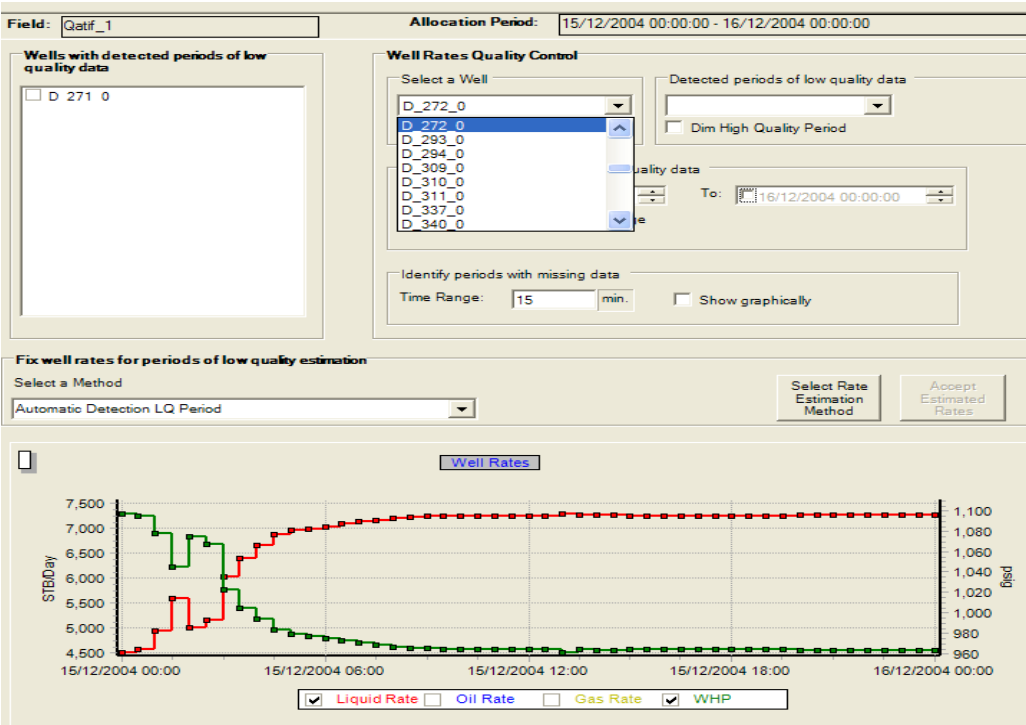 Field: Qatif_1 Allocation Period: 15/12/2004 00:00:00 - 16/12/2004 00:00:00
Wells with detected periods of low
quality data
D_271_0
Well Rates Quality Control
Select a Well
D_272_0
D_272_0
D_293_0
D_294_0
D_309_0
D_310_0
D_311_0
D_337_0
D_340_0
Detected periods of low quality data
Dim High Quality Period
quality data
To: 16/12/2004 00:00:00
Identify periods with missing data
Time Range: 15 min. Show graphically
Fix well rates for periods of low quality estimation
Select a Method
Automatic Detection LQ Period
Select Rate
Estimation
Method
Accept
Estimated
Rates
Well Rates
STB/Day
7,500
7,000
6,500
6,000
5,500
5,000
4,500
1,100
1,080
1,060
1,040
1,020
1,000
980
960
psig
15/12/2004 00:00 15/12/2004 06:00 15/12/2004 12:00 15/12/2004 18:00 16/12/2004 00:00
Liquid Rate Oil Rate Gas Rate WHP